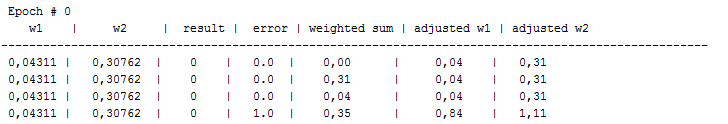 Epoch # 0
w1 | w2 | result | error | weighted sum | adjusted w1 | adjusted w2
----------------------------------------------------------------------------------------------------
0,04311 | 0,30762 | 0 | 0.0 | 0,00 | 0,04 | 0,31
0,04311 | 0,30762 | 0 | 0.0 | 0,31 | 0,04 | 0,31
0,04311 | 0,30762 | 0 | 0.0 | 0,04 | 0,04 | 0,31
0,04311 | 0,30762 | 0 | 1.0 | 0,35 | 0,84 | 1,11